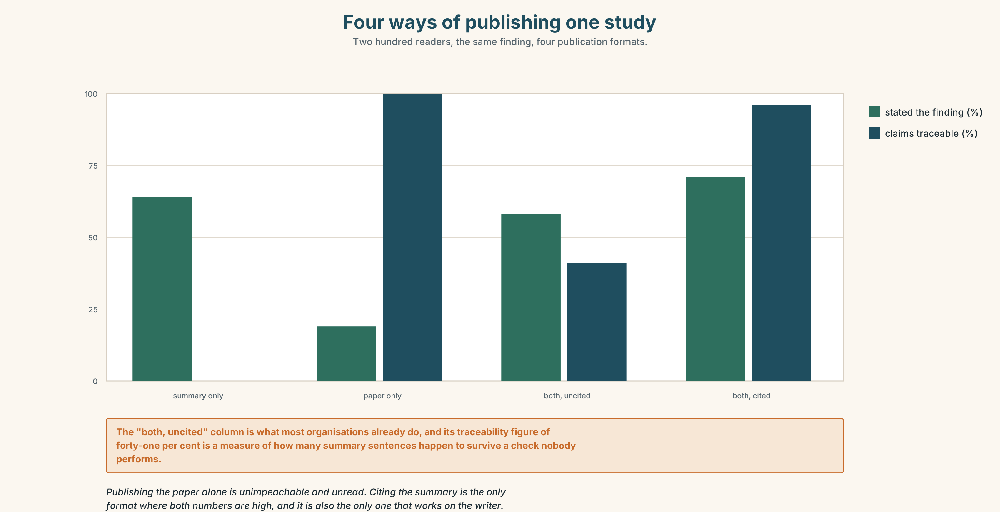 Four ways of publishing one study
Two hundred readers, the same finding, four publication formats.
100
75
50
25
0
stated the finding (%)
claims traceable (%)
summary only
paper only
both, uncited
both, cited
The "both, uncited" column is what most organisations already do, and its traceability figure of
forty-one per cent is a measure of how many summary sentences happen to survive a check nobody
performs.
Publishing the paper alone is unimpeachable and unread. Citing the summary is the only
format where both numbers are high, and it is also the only one that works on the writer.